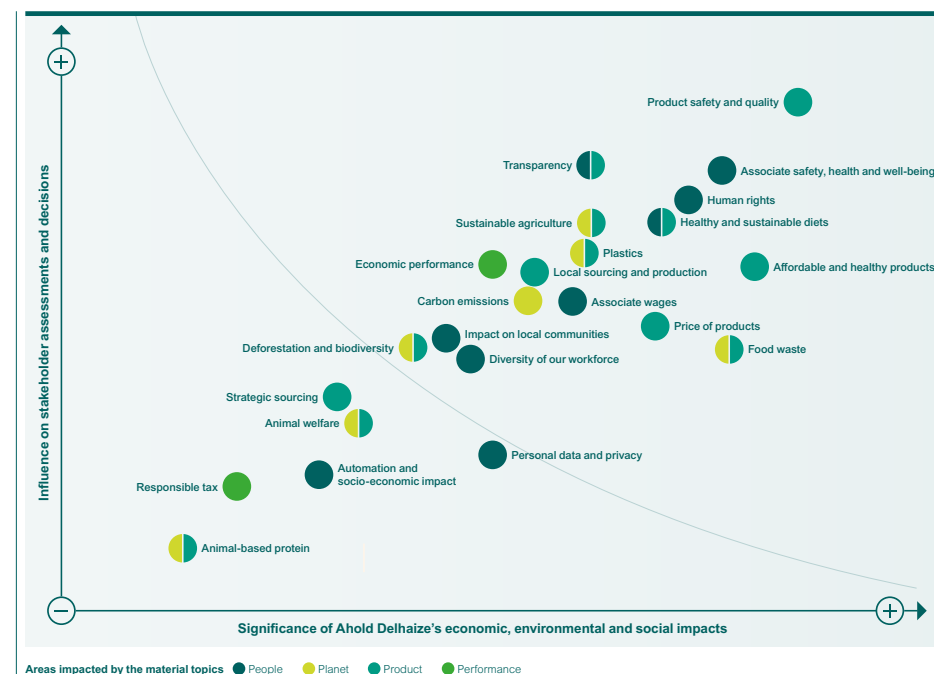 Influence on stakeholder assessments and decisions
Product safety and quality
Transparency
Associate safety, health and well-being
Human rights
Sustainable agriculture
Healthy and sustainable diets
Plastics
Economic performance
Local sourcing and production
Affordable and healthy products
Carbon emissions
Associate wages
Price of products
Impact on local communities
Deforestation and biodiversity
Food waste
Diversity of our workforce
Strategic sourcing
Animal welfare
Personal data and privacy
Automation and
socio-economic impact
Responsible tax
Animal-based protein
Significance of Ahold Delhaize’s economic, environmental and social impacts
Areas impacted by the material topics People Planet Product Performance